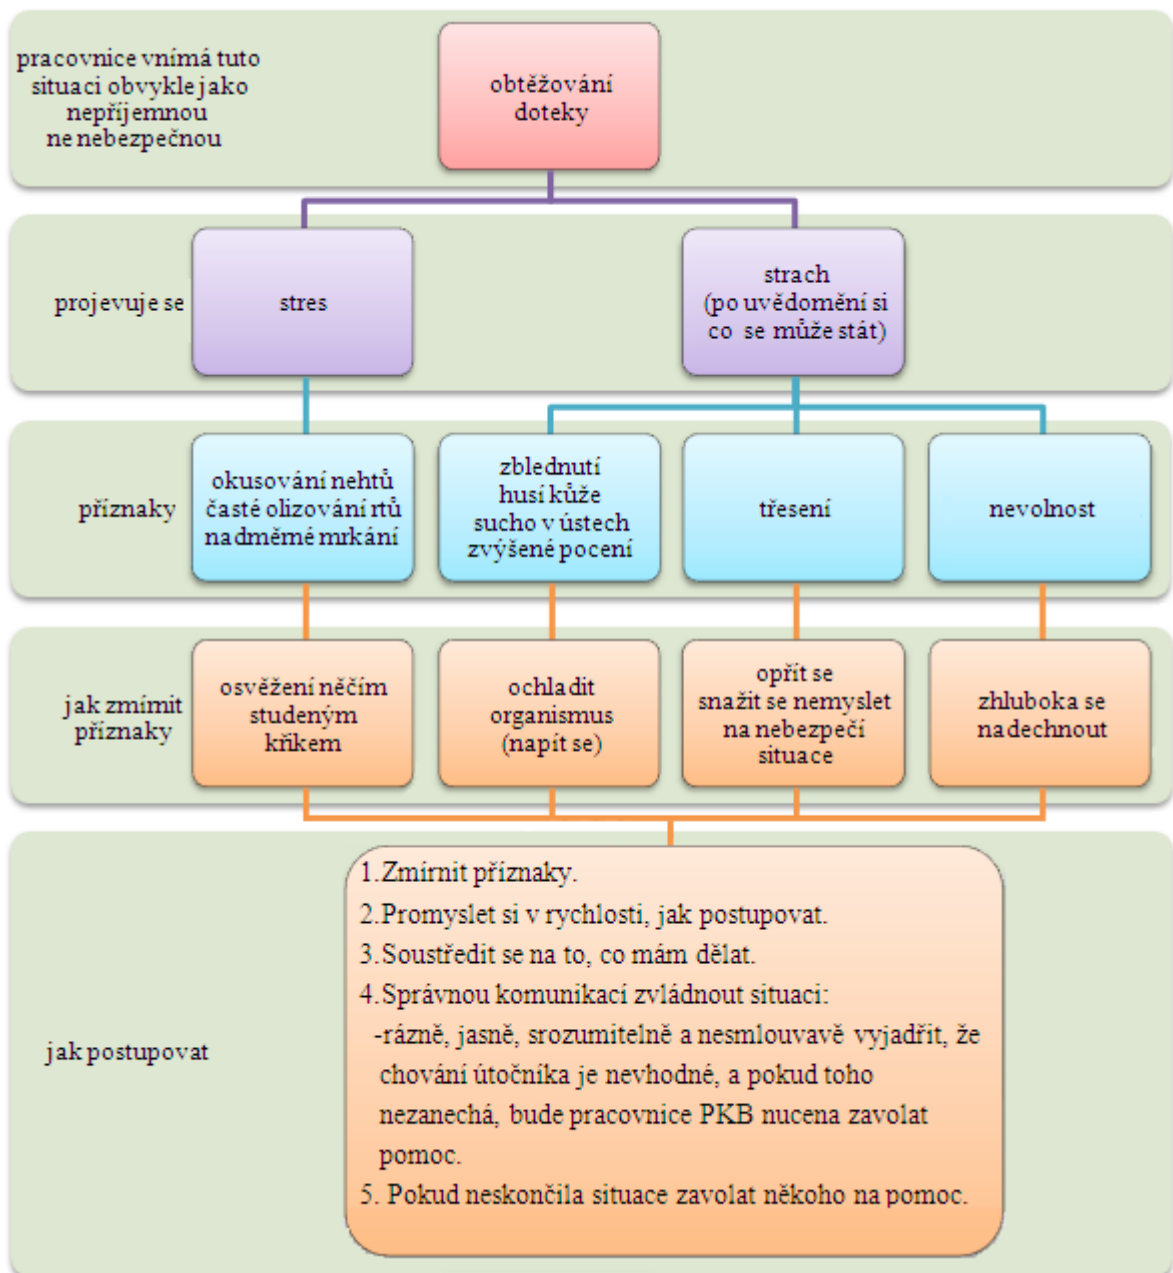 pracovnice vnímá tuto
situaci obvykle jako
nepříjemnou
ne nebezpečnou
obtěžování
doteky
projevuje se
stres
strach
(po uvědomění si
co se může stát)
příznaky
okusování nehtů
časté olizování rtů
nadměrné mrkání
zblednutí
husí kůže
sucho v ústech
zvýšené pocení
třesení
nevolnost
jak zmímit
příznaky
osvěžení něčím
studeným
křikem
ochladit
organismus
(napít se)
opřít se
snažit se nemyslet
na nebezpečí
situace
zhluboka se
nadechnout
jak postupovat
1.Zmírnit příznaky.
2.Promyslet si v rychlosti, jak postupovat.
3.Soustředit se na to, co mám dělat.
4.Správnou komunikací zvládnout situaci:
-rázně, jasně, srozumitelně a nesmlouvavě vyjadřit, že
chování útočníka je nevhodné, a pokud toho
nezanechá, bude pracovnice PKB nucena zavolat
pomoc.
5. Pokud neskončila situace zavolat někoho na pomoc.